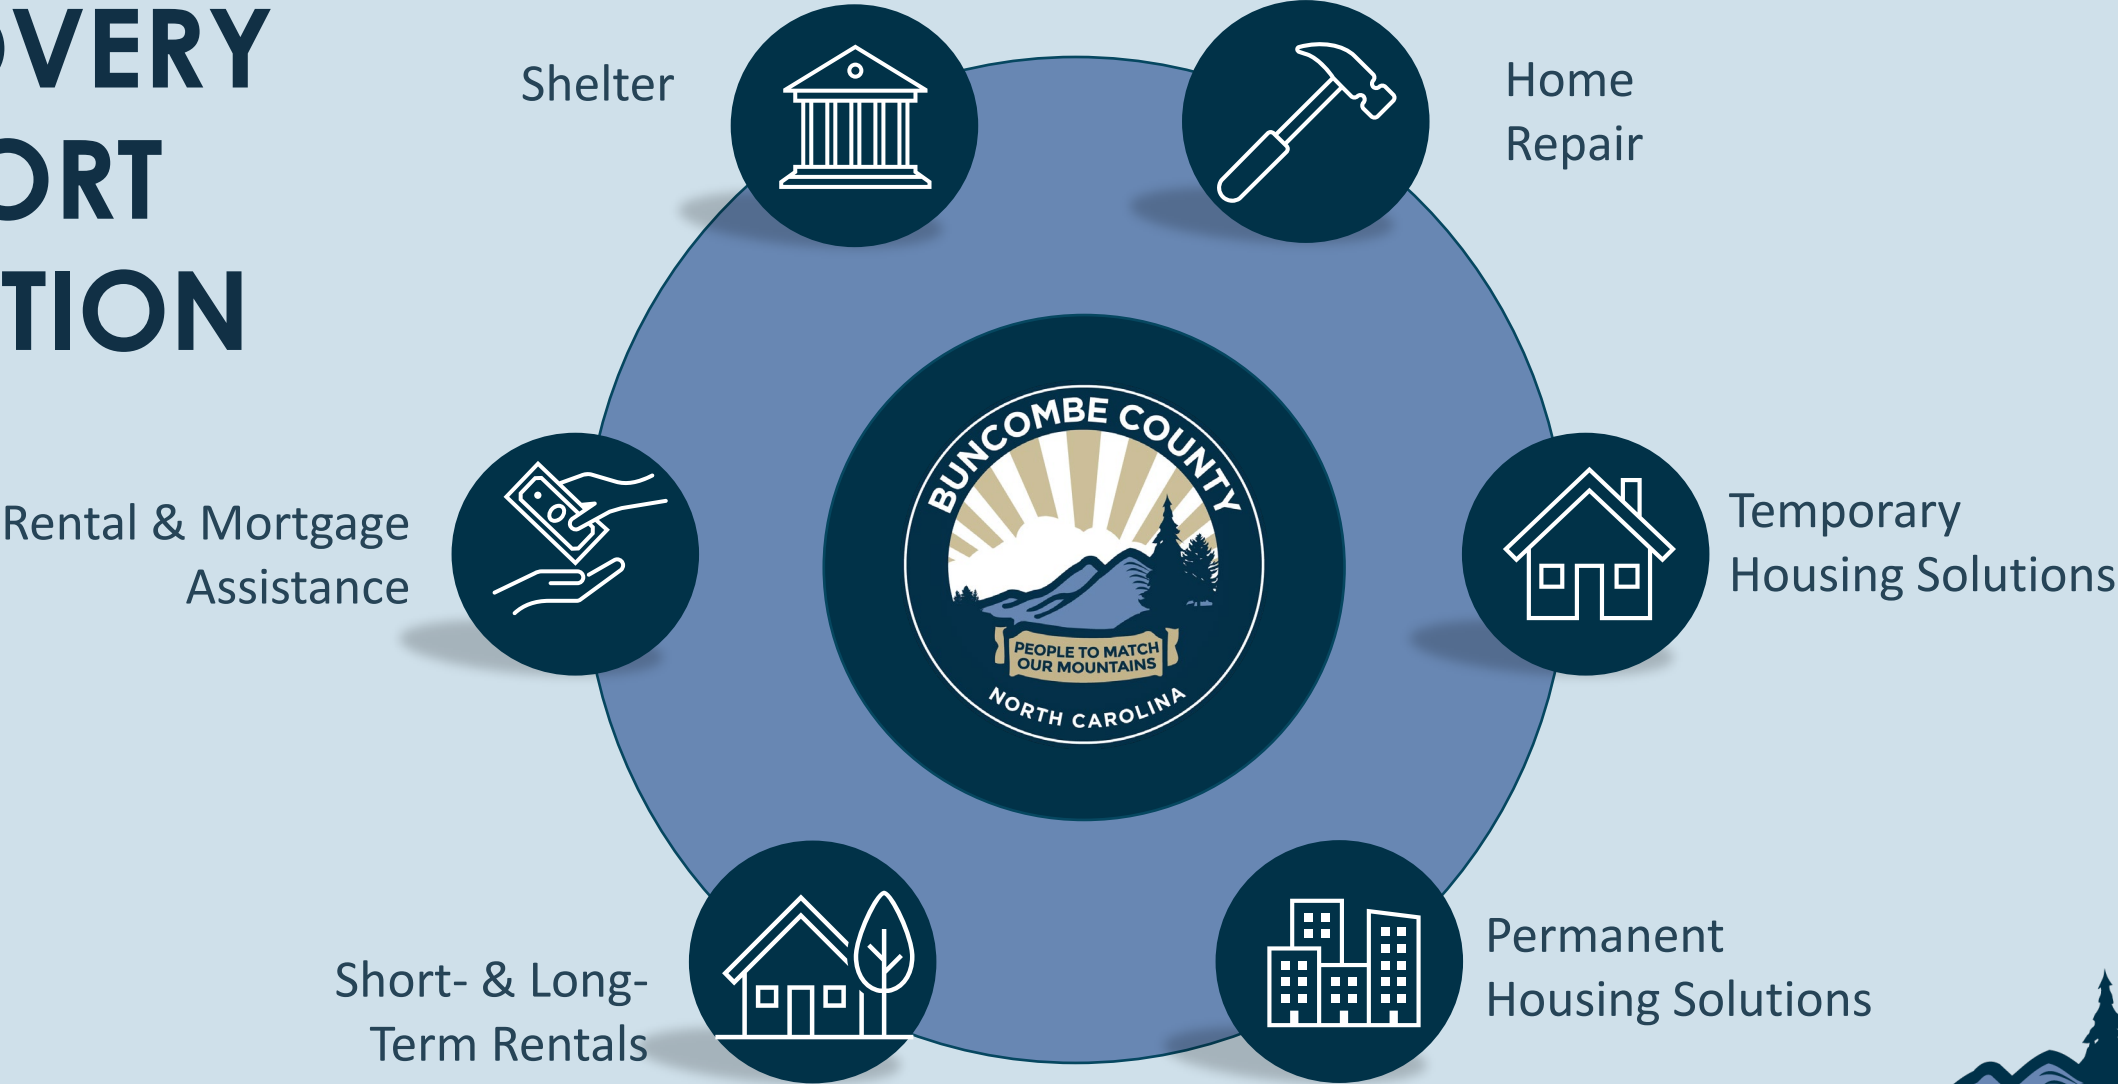 OVERY
ORT
TION
Shelter
Home
Repair
Rental & Mortgage
Assistance
BUNCOMBE COUNTY
PEOPLE TO MATCH
OUR MOUNTAINS
NORTH CAROLINA
Temporary
Housing Solutions
Short- & Long-
Term Rentals
Permanent
Housing Solutions